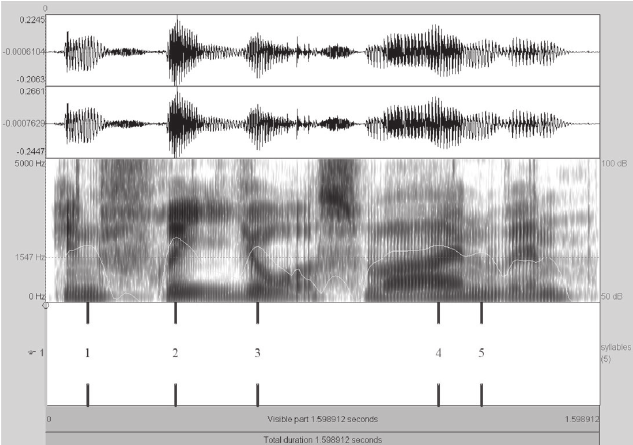 0
0.2245
-0.0006104
-0.2063
0.2661
-0.0007629
-0.2447
5000 Hz
100 dB
1547 Hz
0 Hz
50 dB
1
1
2
3
4
5
syllables
(5)
0
Visible part 1.598912 seconds
1.598912
Total duration 1.598912 seconds